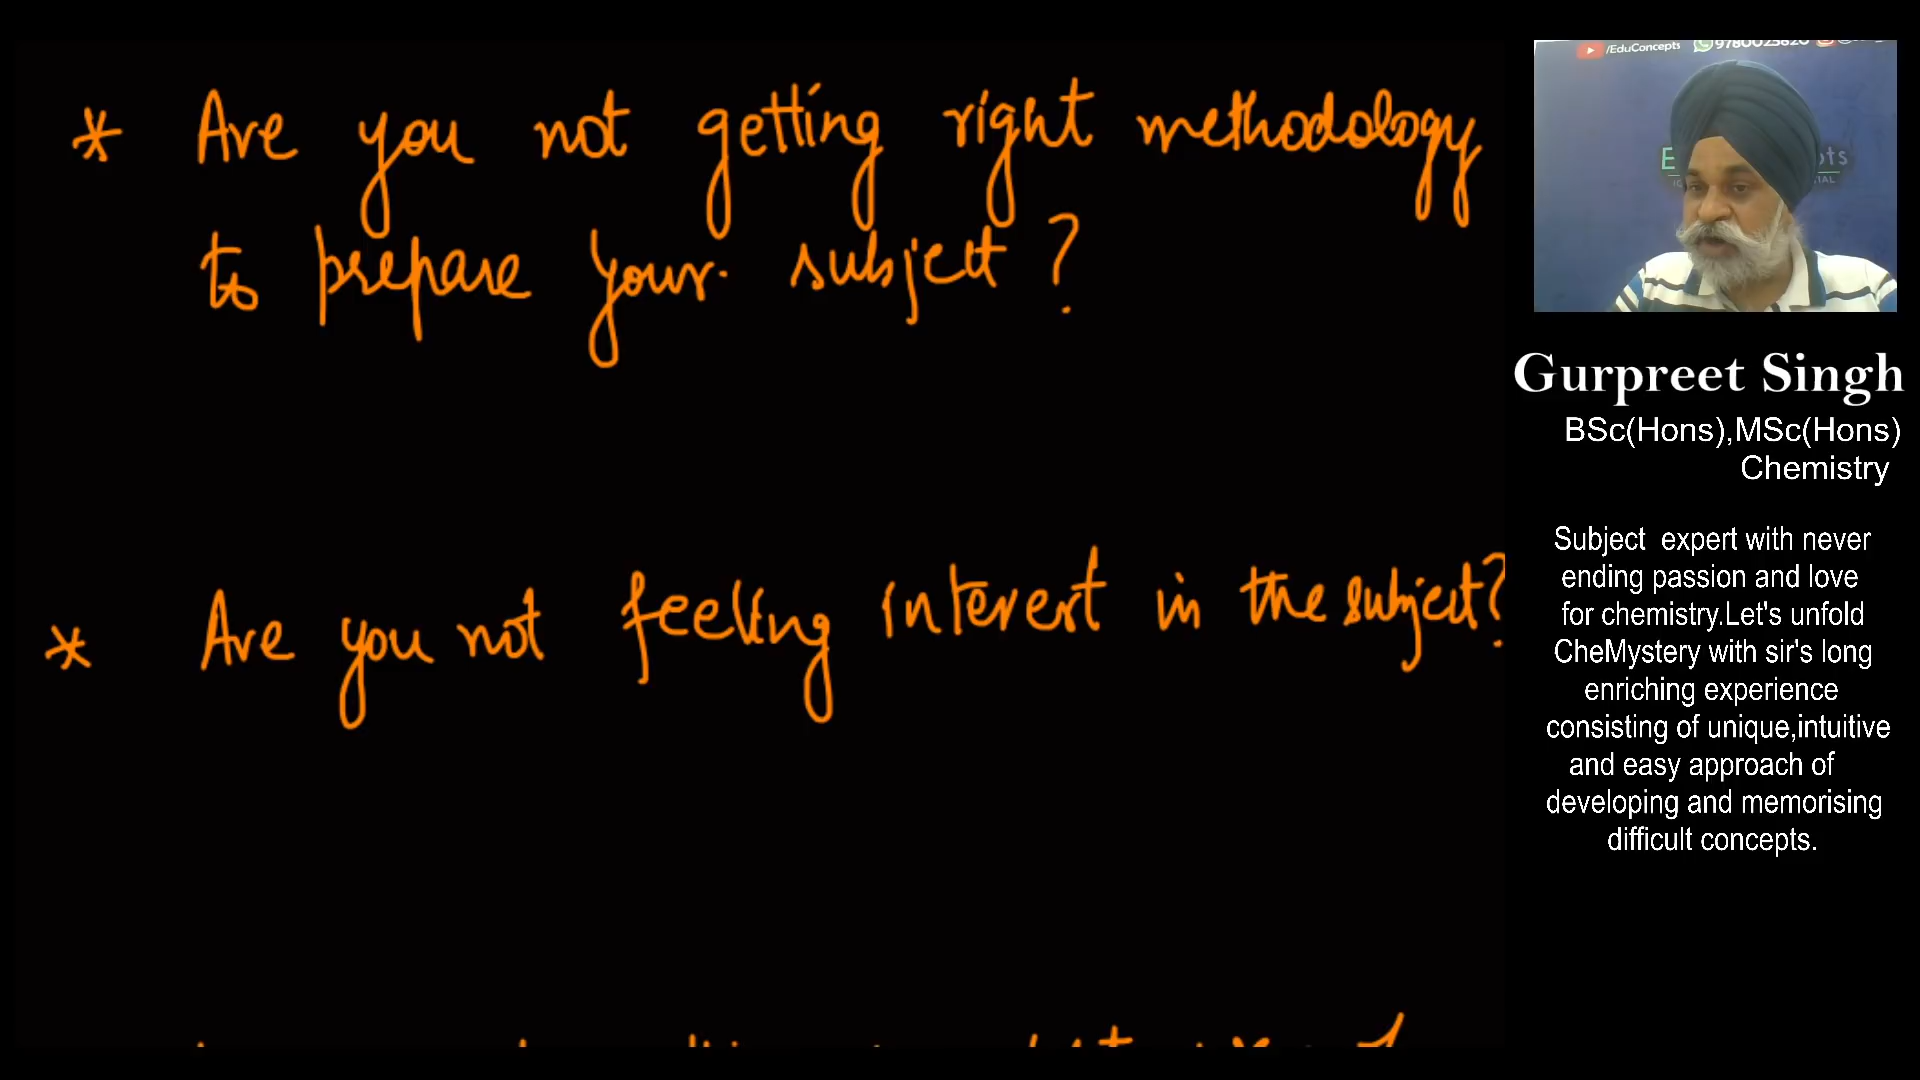 * Are you not getting right methodology
to prepare your. subject ?
* Are you not feeling interest in the subject?
/EduConcepts 9780025820
Gurpreet Singh
BSc(Hons),MSc(Hons)
Chemistry
Subject expert with never
ending passion and love
for chemistry.Let's unfold
CheMystery with sir's long
enriching experience
consisting of unique,intuitive
and easy approach of
developing and memorising
difficult concepts.